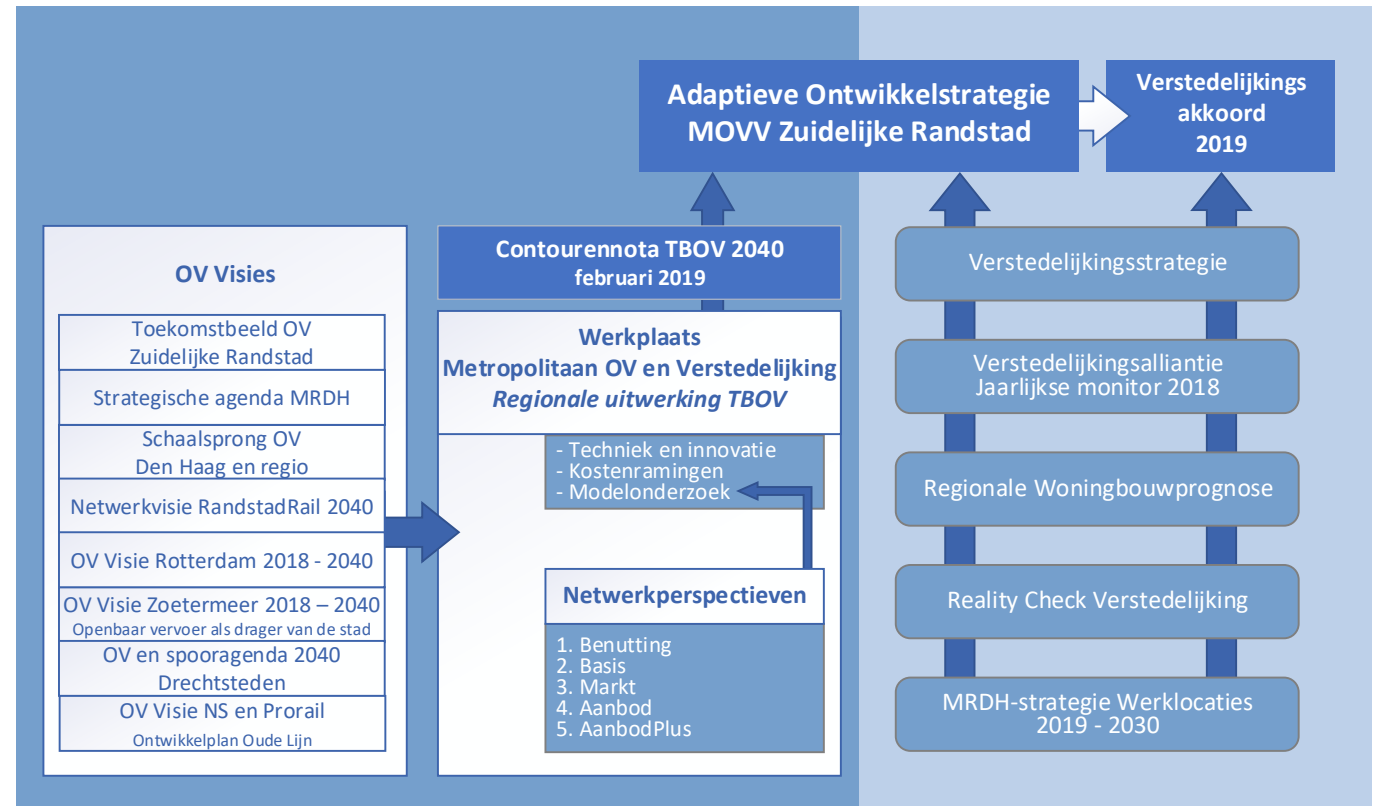 Adaptieve Ontwikkelstrategie
MOVV Zuidelijke Randstad
Verstedelijkings
akkoord
2019
OV Visies
Toekomstbeeld OV
Zuidelijke Randstad
Strategische agenda MRDH
Schaalsprong OV
Den Haag en regio
Netwerkvisie RandstadRail 2040
OV Visie Rotterdam 2018 - 2040
OV Visie Zoetermeer 2018 – 2040
Openbaar vervoer als drager van de stad
OV en spooragenda 2040
Drechtsteden
OV Visie NS en Prorail
Ontwikkelplan Oude Lijn
Contourennota TBOV 2040
februari 2019
Werkplaats
Metropolitaan OV en Verstedelijking
Regionale uitwerking TBOV
- Techniek en innovatie
- Kostenramingen
- Modelonderzoek
Netwerkperspectieven
1. Benutting
2. Basis
3. Markt
4. Aanbod
5. AanbodPlus
Verstedelijkingsstrategie
Verstedelijkingsalliantie
Jaarlijkse monitor 2018
Regionale Woningbouwprognose
Reality Check Verstedelijking
MRDH-strategie Werklocaties
2019 - 2030